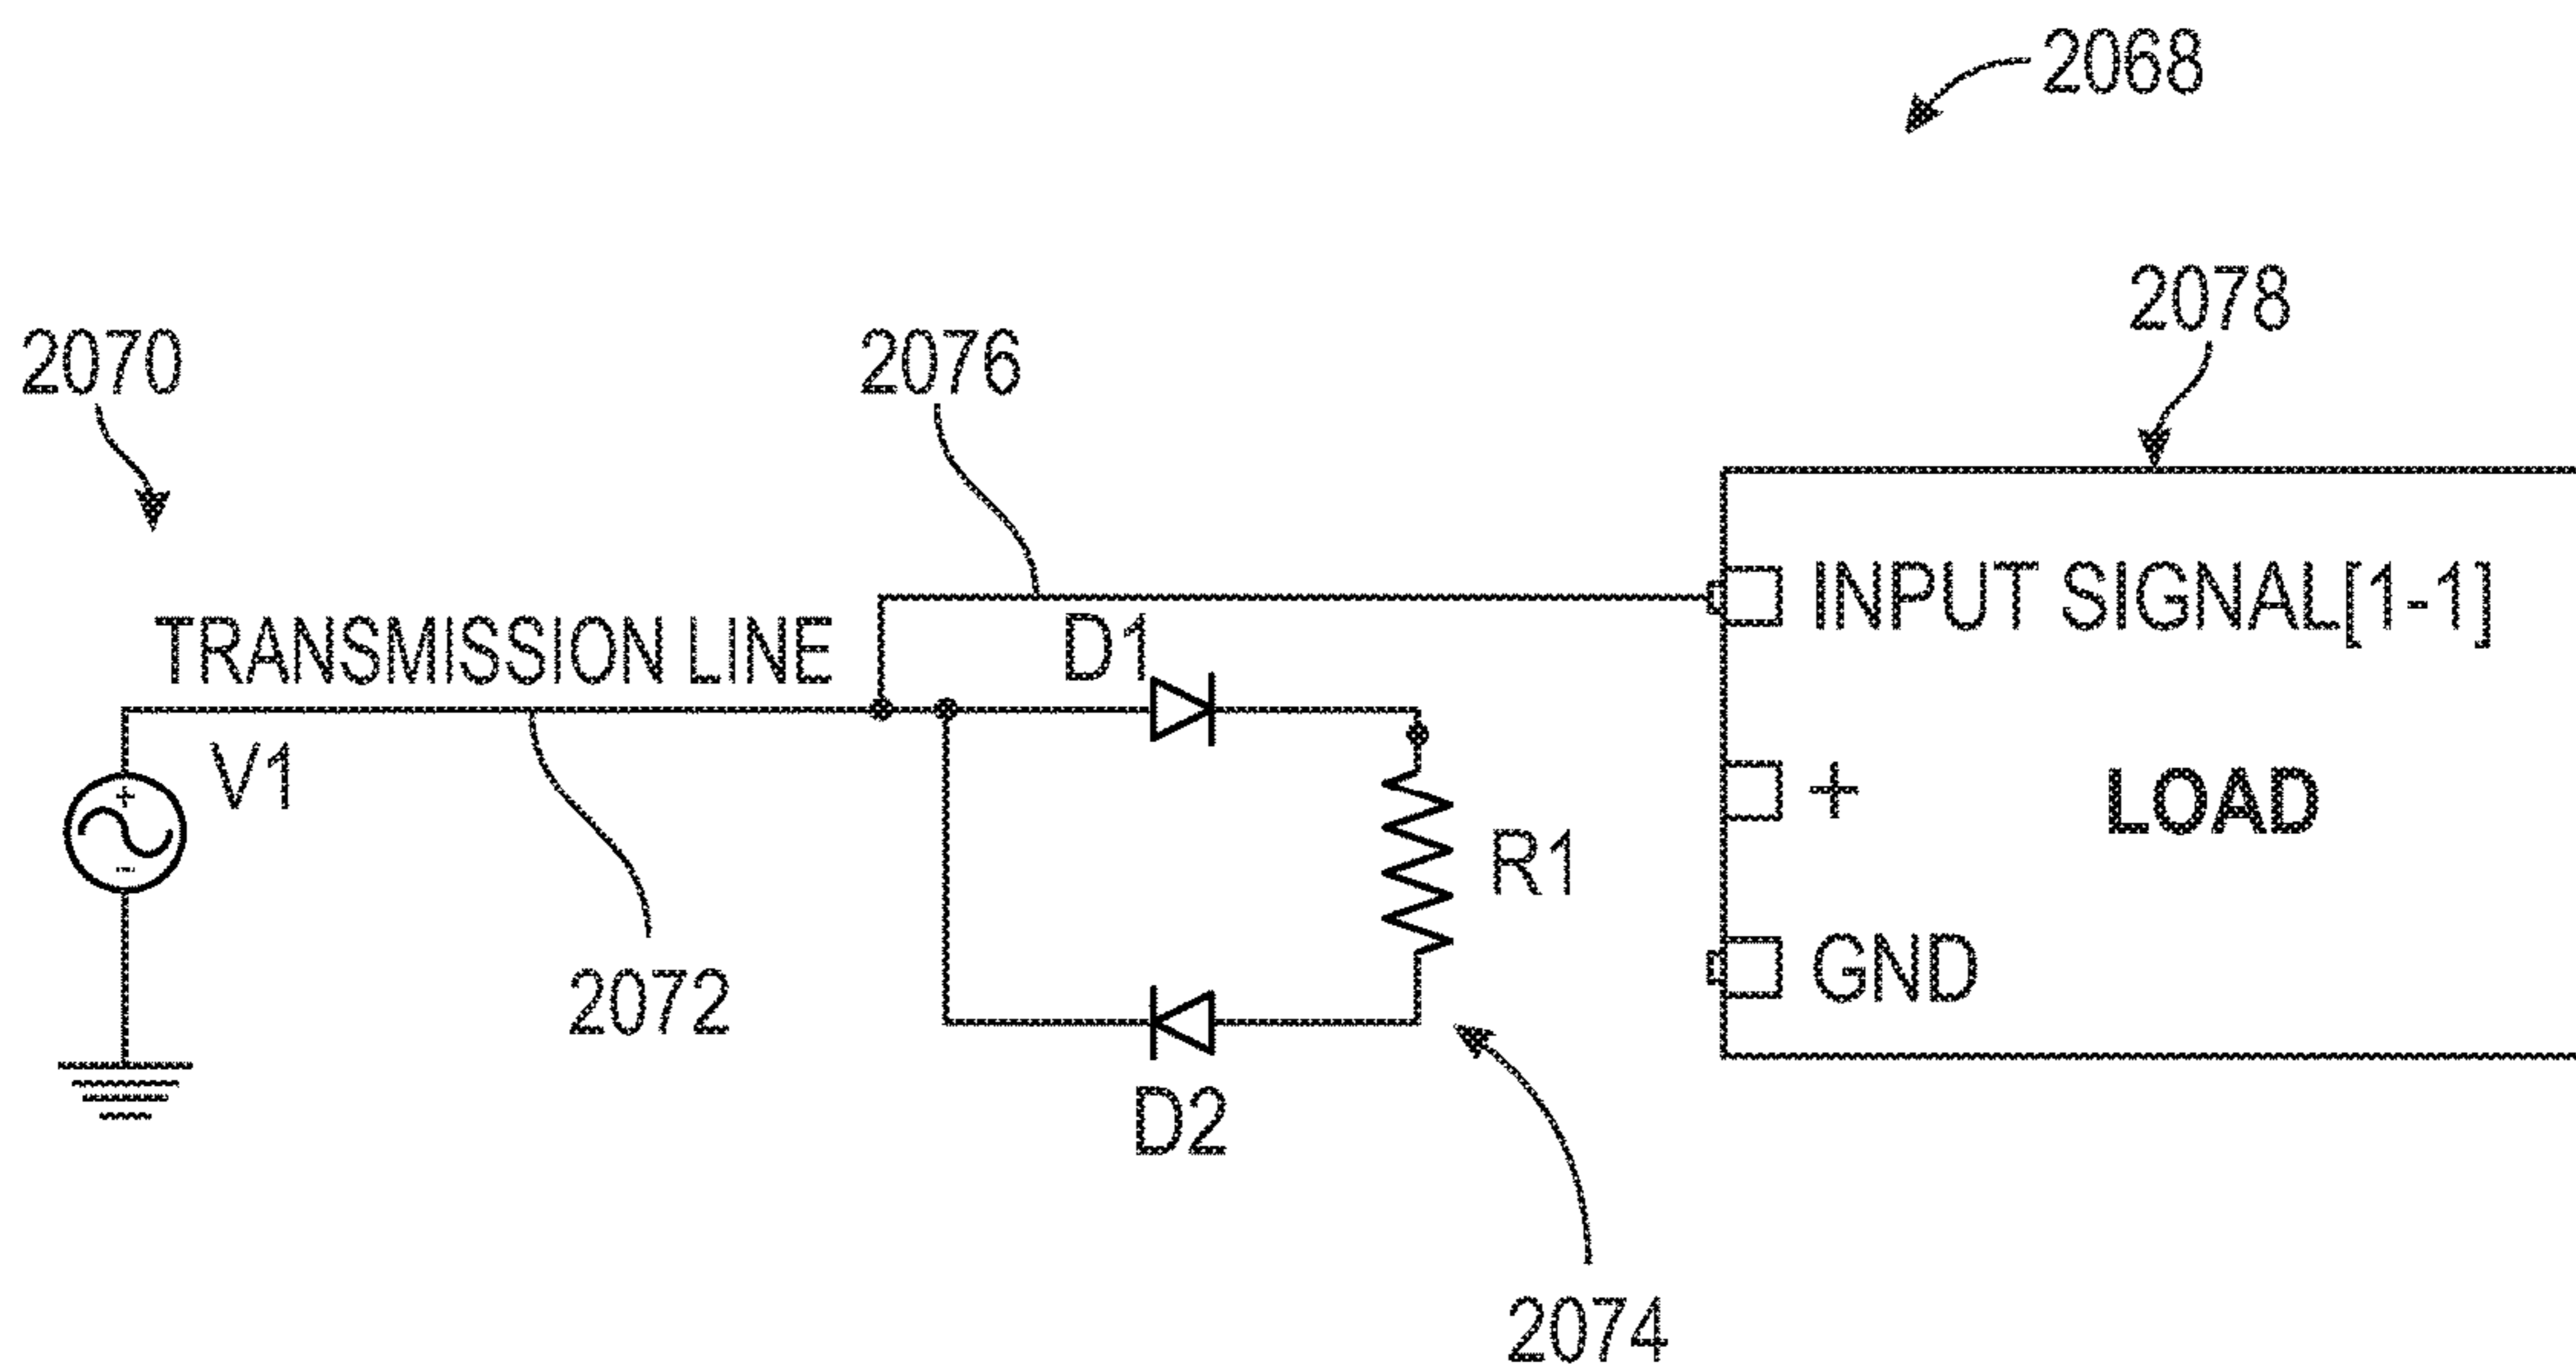 2068
2078
2070
2076
INPUT SIGNAL[1-1]
TRANSMISSION LINE
D1
V1
+
-
+
LOAD
R1
2072
GND
D2
2074